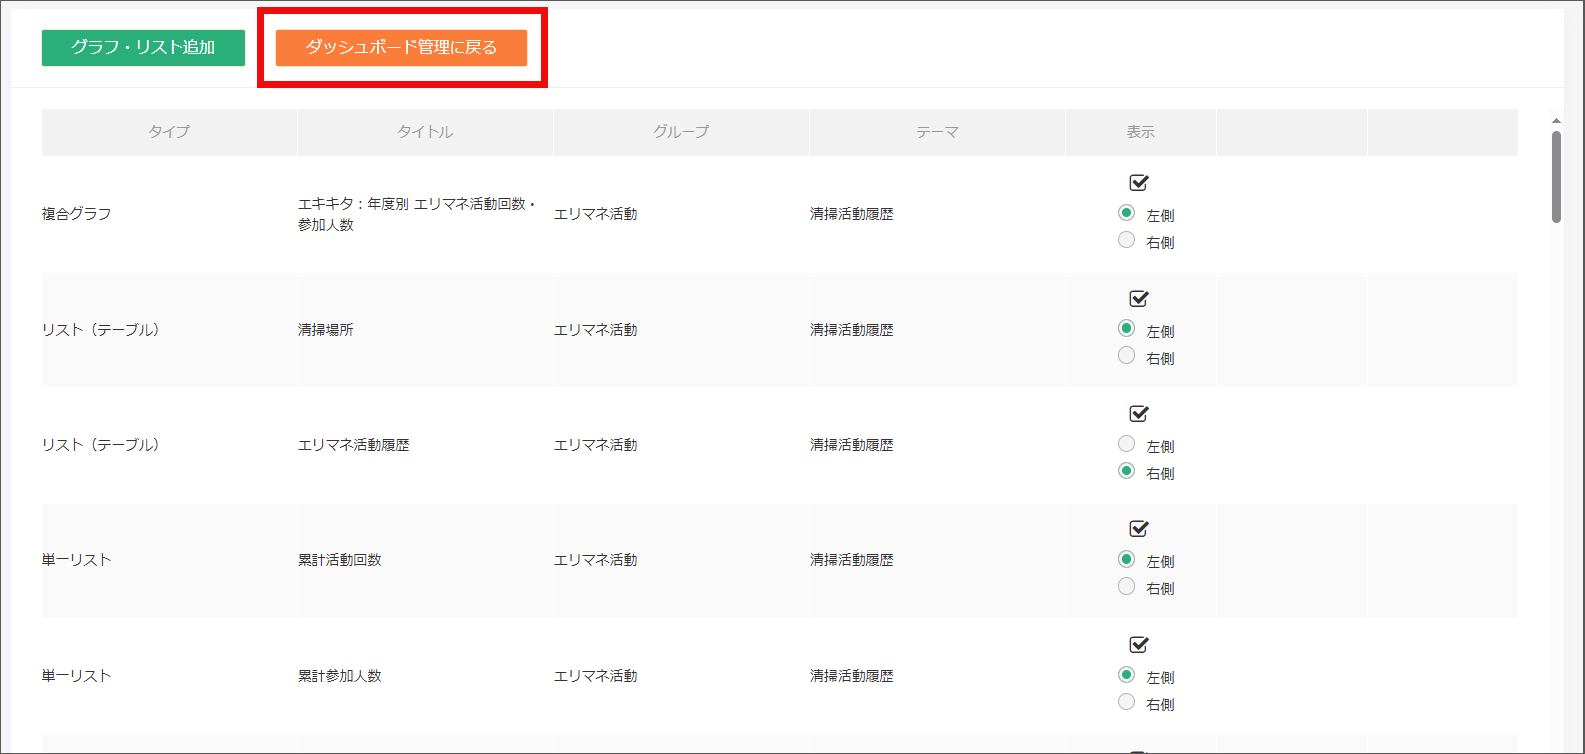 グラフ・リスト追加
ダッシュボード管理に戻る
タイプ タイトル グループ テーマ 表示
複合グラフ
エキキタ：年度別 エリマネ活動回数・
参加人数
エリマネ活動
清掃活動履歴
左側
右側
リスト（テーブル）
清掃場所
エリマネ活動
清掃活動履歴
左側
右側
リスト（テーブル）
エリマネ活動履歴
エリマネ活動
清掃活動履歴
左側
右側
単一リスト
累計活動回数
エリマネ活動
清掃活動履歴
左側
右側
単一リスト
累計参加人数
エリマネ活動
清掃活動履歴
左側
右側